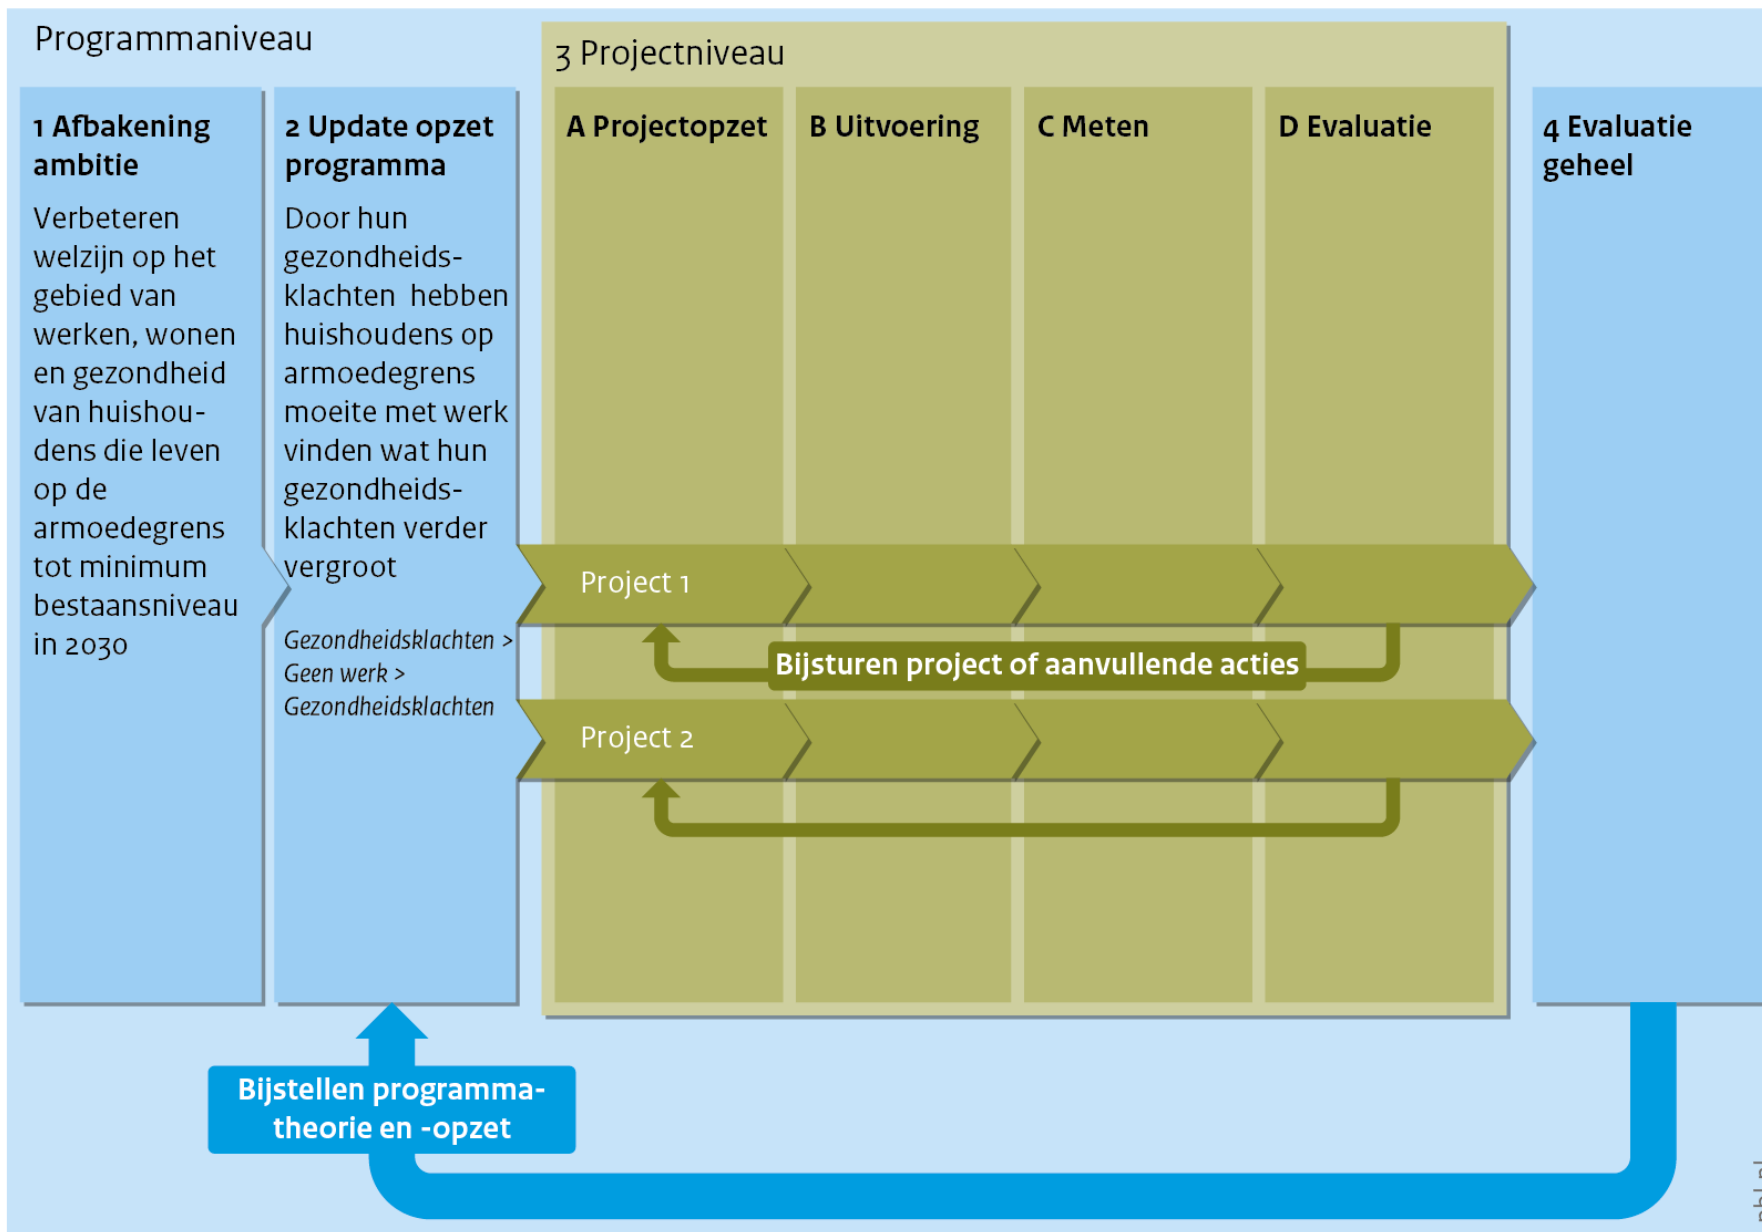 Programmaniveau
3 Projectniveau
1 Afbakening
ambitie
Verbeteren
welzijn op het
gebied van
werken, wonen
en gezondheid
van huishou-
dens die leven
op de
armoedegrens
tot minimum
bestaansniveau
in 2030
2 Update opzet
programma
Door hun
gezondheids-
klachten hebben
huishoudens op
armoedegrens
moeite met werk
vinden wat hun
gezondheids-
klachten verder
vergroot
Gezondheidsklachten >
Geen werk >
Gezondheidsklachten
A Projectopzet
B Uitvoering
C Meten
D Evaluatie
Project 1
Bijsturen project of aanvullende acties
Project 2
4 Evaluatie
geheel
Bijstellen programma-
theorie en -opzet